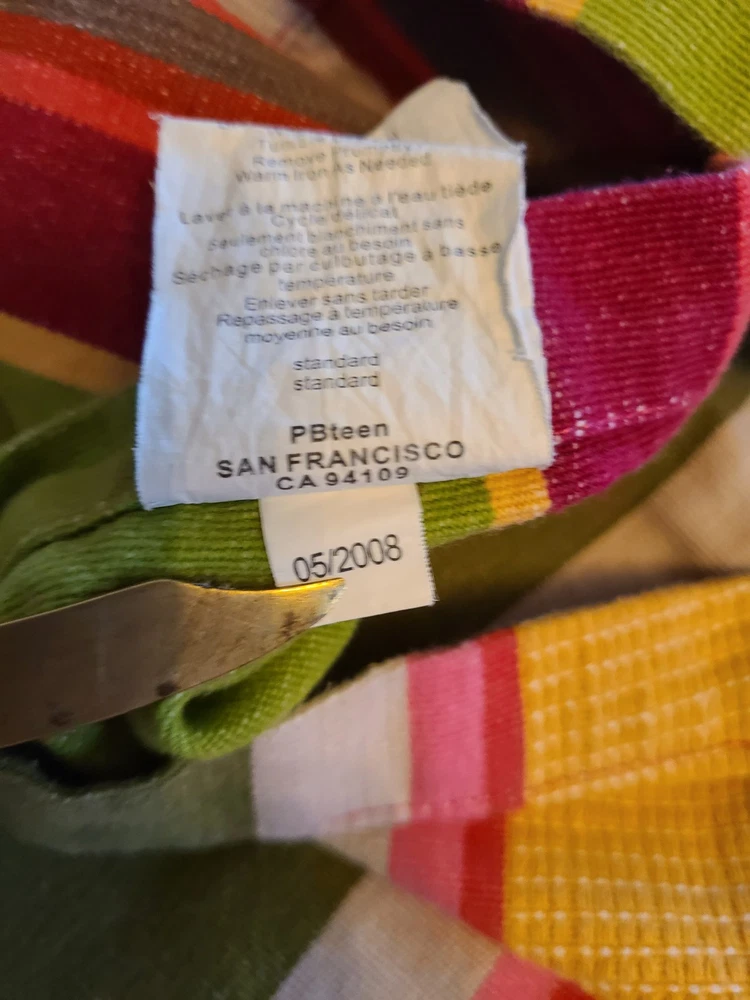 Remove Promptly
Warm Iron As Needed
Laver à la machine à l'eau tiède
Cycle délicat
Seulement blanchiment sans
chlore au besoin
Séchage par culbutage à basse
température
Enlever sans tarder
Repassage à température
moyenne au besoin
standard
standard
PBteen
SAN FRANCISCO
CA 94109
05/2008